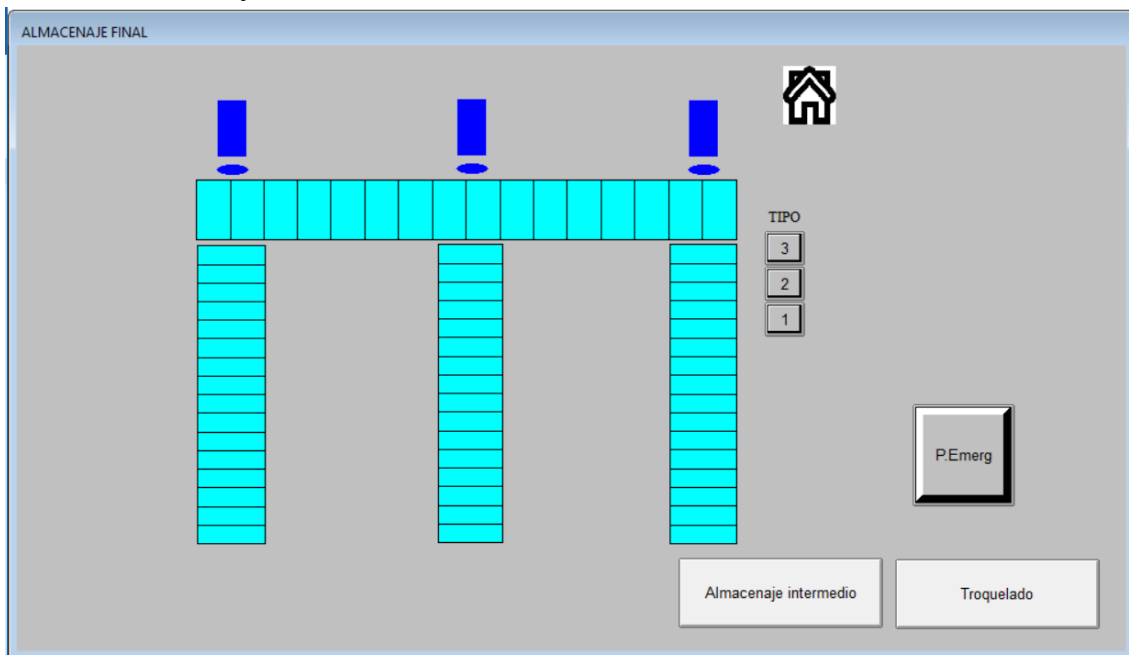 ALMACENAJE FINAL
TIPO
3
2
1
P.Emerg
Almacenaje intermedio
Troquelado